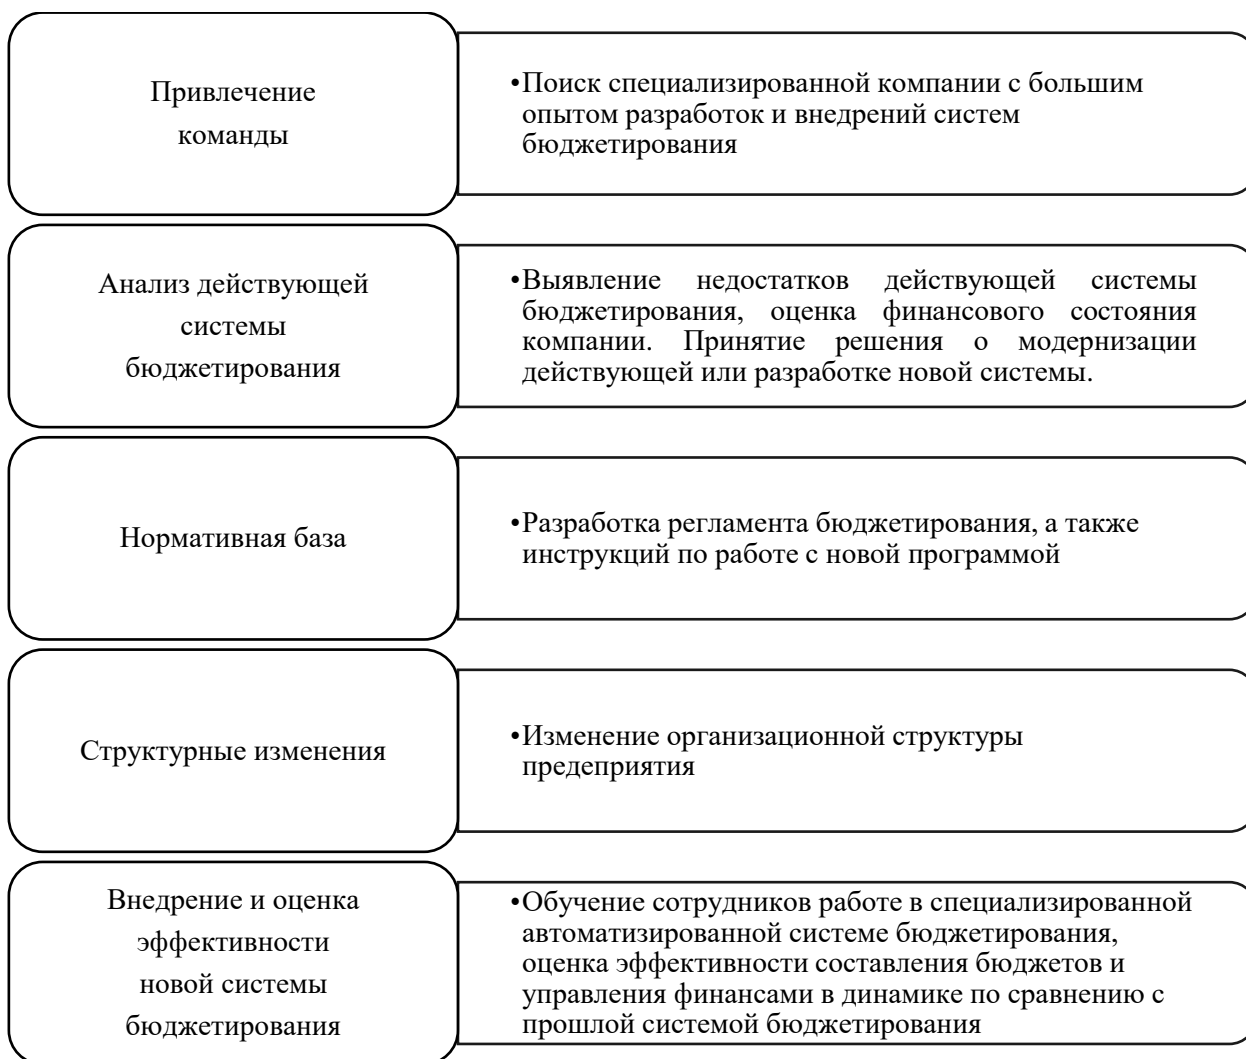 Привлечение
команды
•Поиск специализированной компании с большим
опытом разработок и внедрений систем
бюджетирования
Анализ действующей
системы
бюджетирования
•Выявление недостатков действующей системы
бюджетирования, оценка финансового состояния
компании. Принятие решения о модернизации
действующей или разработке новой системы.
Нормативная база
•Разработка регламента бюджетирования, а также
инструкций по работе с новой программой
Структурные изменения
•Изменение организационной структуры
предеприятия
Внедрение и оценка
эффективности
новой системы
бюджетирования
•Обучение сотрудников работе в специализированной
автоматизированной системе бюджетирования,
оценка эффективности составления бюджетов и
управления финансами в динамике по сравнению с
прошлой системой бюджетирования